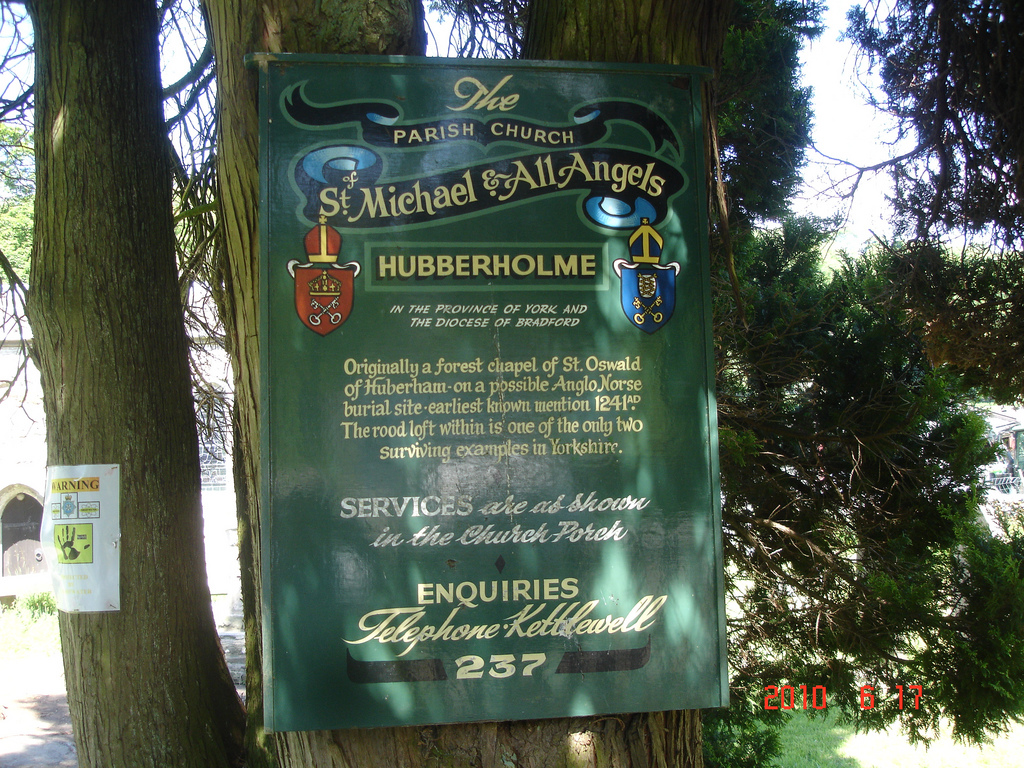 The
PARISH CHURCH
of
St. Michael & All Angels
HUBBERHOLME
IN THE PROVINCE OF YORK AND
THE DIOCESE OF BRADFORD
Originally a forest chapel of St. Oswald
of Huberham-on a possible Anglo Norse
burial site-earliest known mention 1241AD.
The rood loft within is one of the only two
surviving examples in Yorkshire.
SERVICES are as shown
in the Church Porch
ENQUIRIES
Telephone-Kettlewell
237
WARNING
2010 6 17